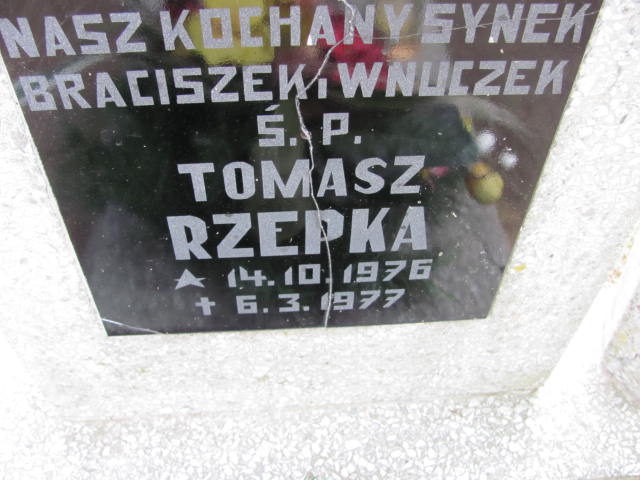 NASZ KOCHANY SYNEK
BRACISZEK i WNUCZEK
Ś. P.
TOMASZ
RZEPKA
★ 14. 10. 1976
✝ 6. 3. 1977